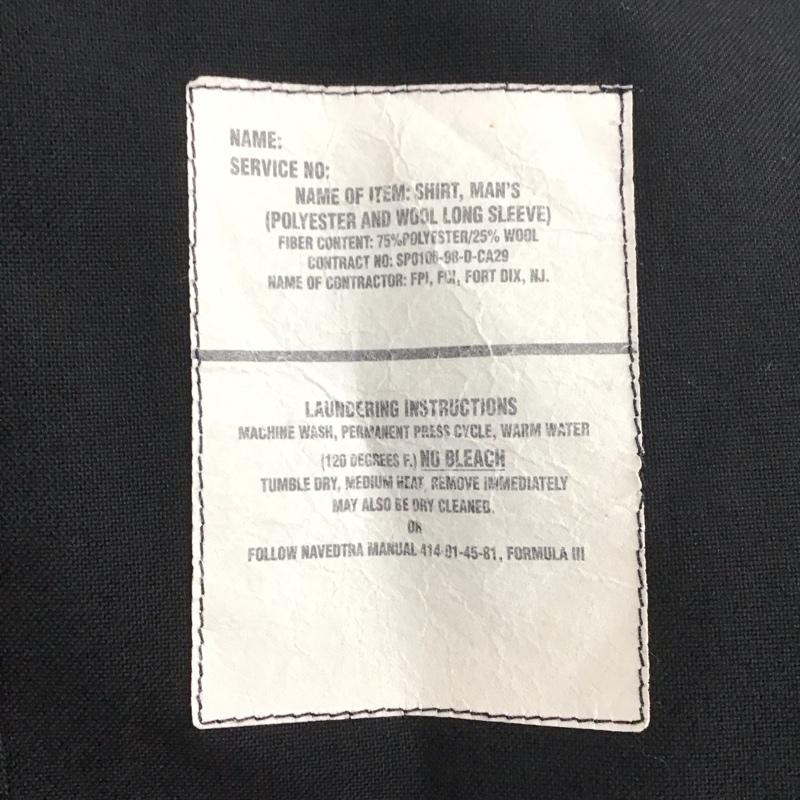 NAME:
SERVICE NO:
NAME OF ITEM: SHIRT, MAN'S
(POLYESTER AND WOOL LONG SLEEVE)
FIBER CONTENT: 75%POLYESTER/25% WOOL
CONTRACT NO: SP0106-98-D-CA29
NAME OF CONTRACTOR: FPI, FCI, FORT DIX, NJ.
LAUNDERING INSTRUCTIONS
MACHINE WASH, PERMANENT PRESS CYCLE, WARM WATER
(120 DEGREES F.) NO BLEACH
TUMBLE DRY, MEDIUM HEAT, REMOVE IMMEDIATELY
MAY ALSO BE DRY CLEANED.
OR
FOLLOW NAVEDTRA MANUAL 414-01-45-81, FORMULA III